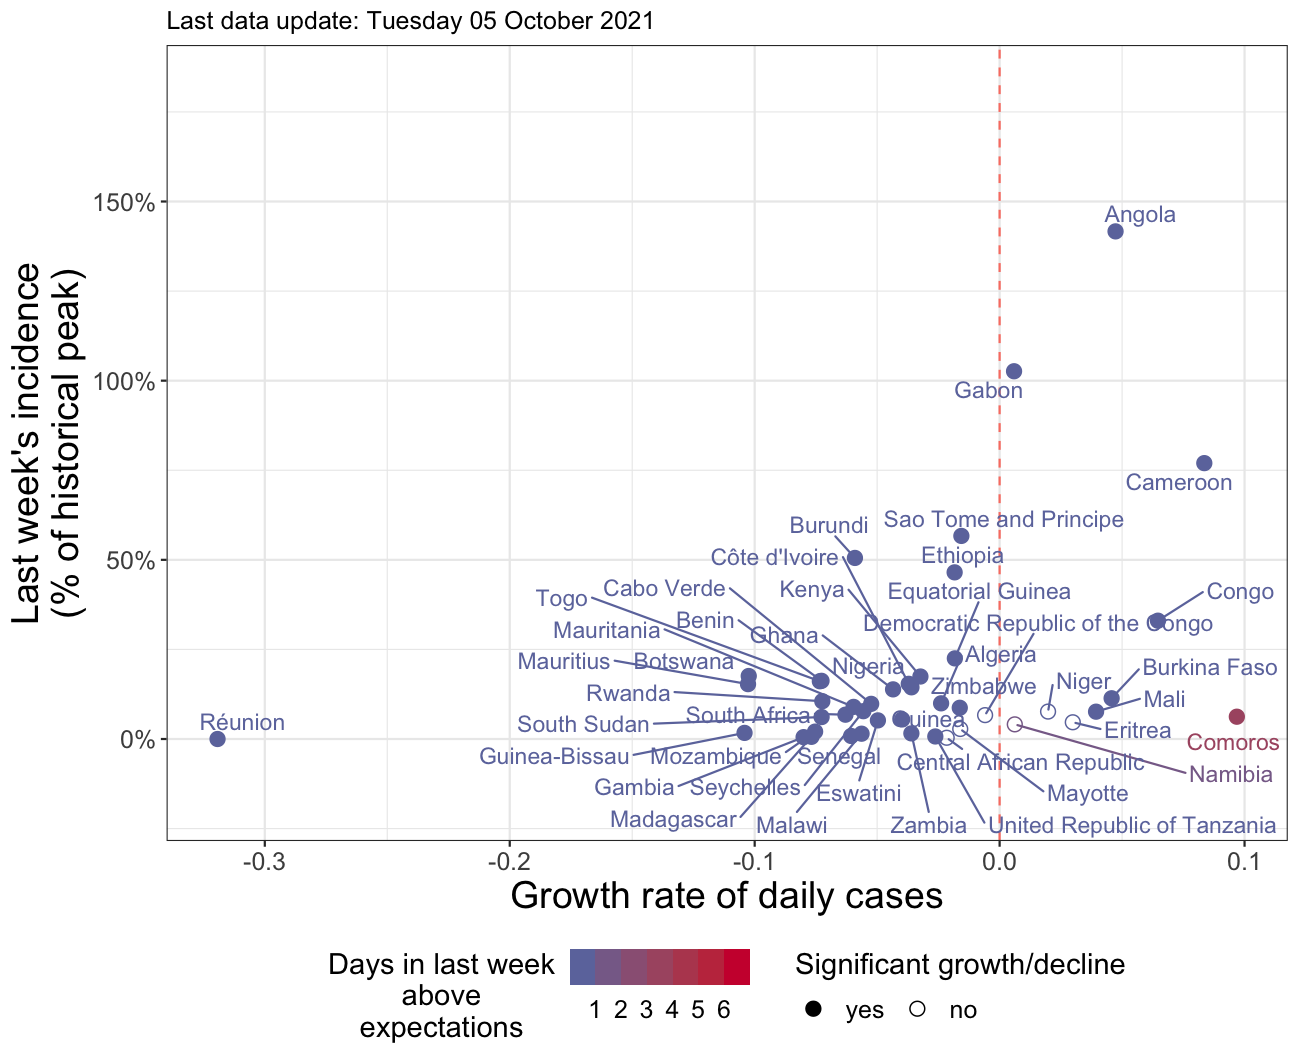 Last data update: Tuesday 05 October 2021
Last week's incidence
(% of historical peak)
150%
100%
50%
0%
Angola
Gabon
Cameroon
Sao Tome and Principe
Burundi
Ethiopia
Côte d'Ivoire
Cabo Verde
Kenya
Equatorial Guinea
Congo
Togo
Benin
Democratic Republic of the Congo
Mauritania
Ghana
Mauritius
Botswana
Nigeria
Algeria
Burkina Faso
Rwanda
Zimbabwe
Niger
Mali
Réunion
South Sudan
South Africa
Guinea
Eritrea
Comoros
Guinea-Bissau
Mozambique
Senegal
Central African Republic
Namibia
Gambia
Seychelles
Eswatini
Mayotte
Madagascar
Malawi
Zambia
United Republic of Tanzania
-0.3
-0.2
-0.1
0.0
0.1
Growth rate of daily cases
Days in last week
above
expectations
1 2 3 4 5 6
Significant growth/decline
yes
no